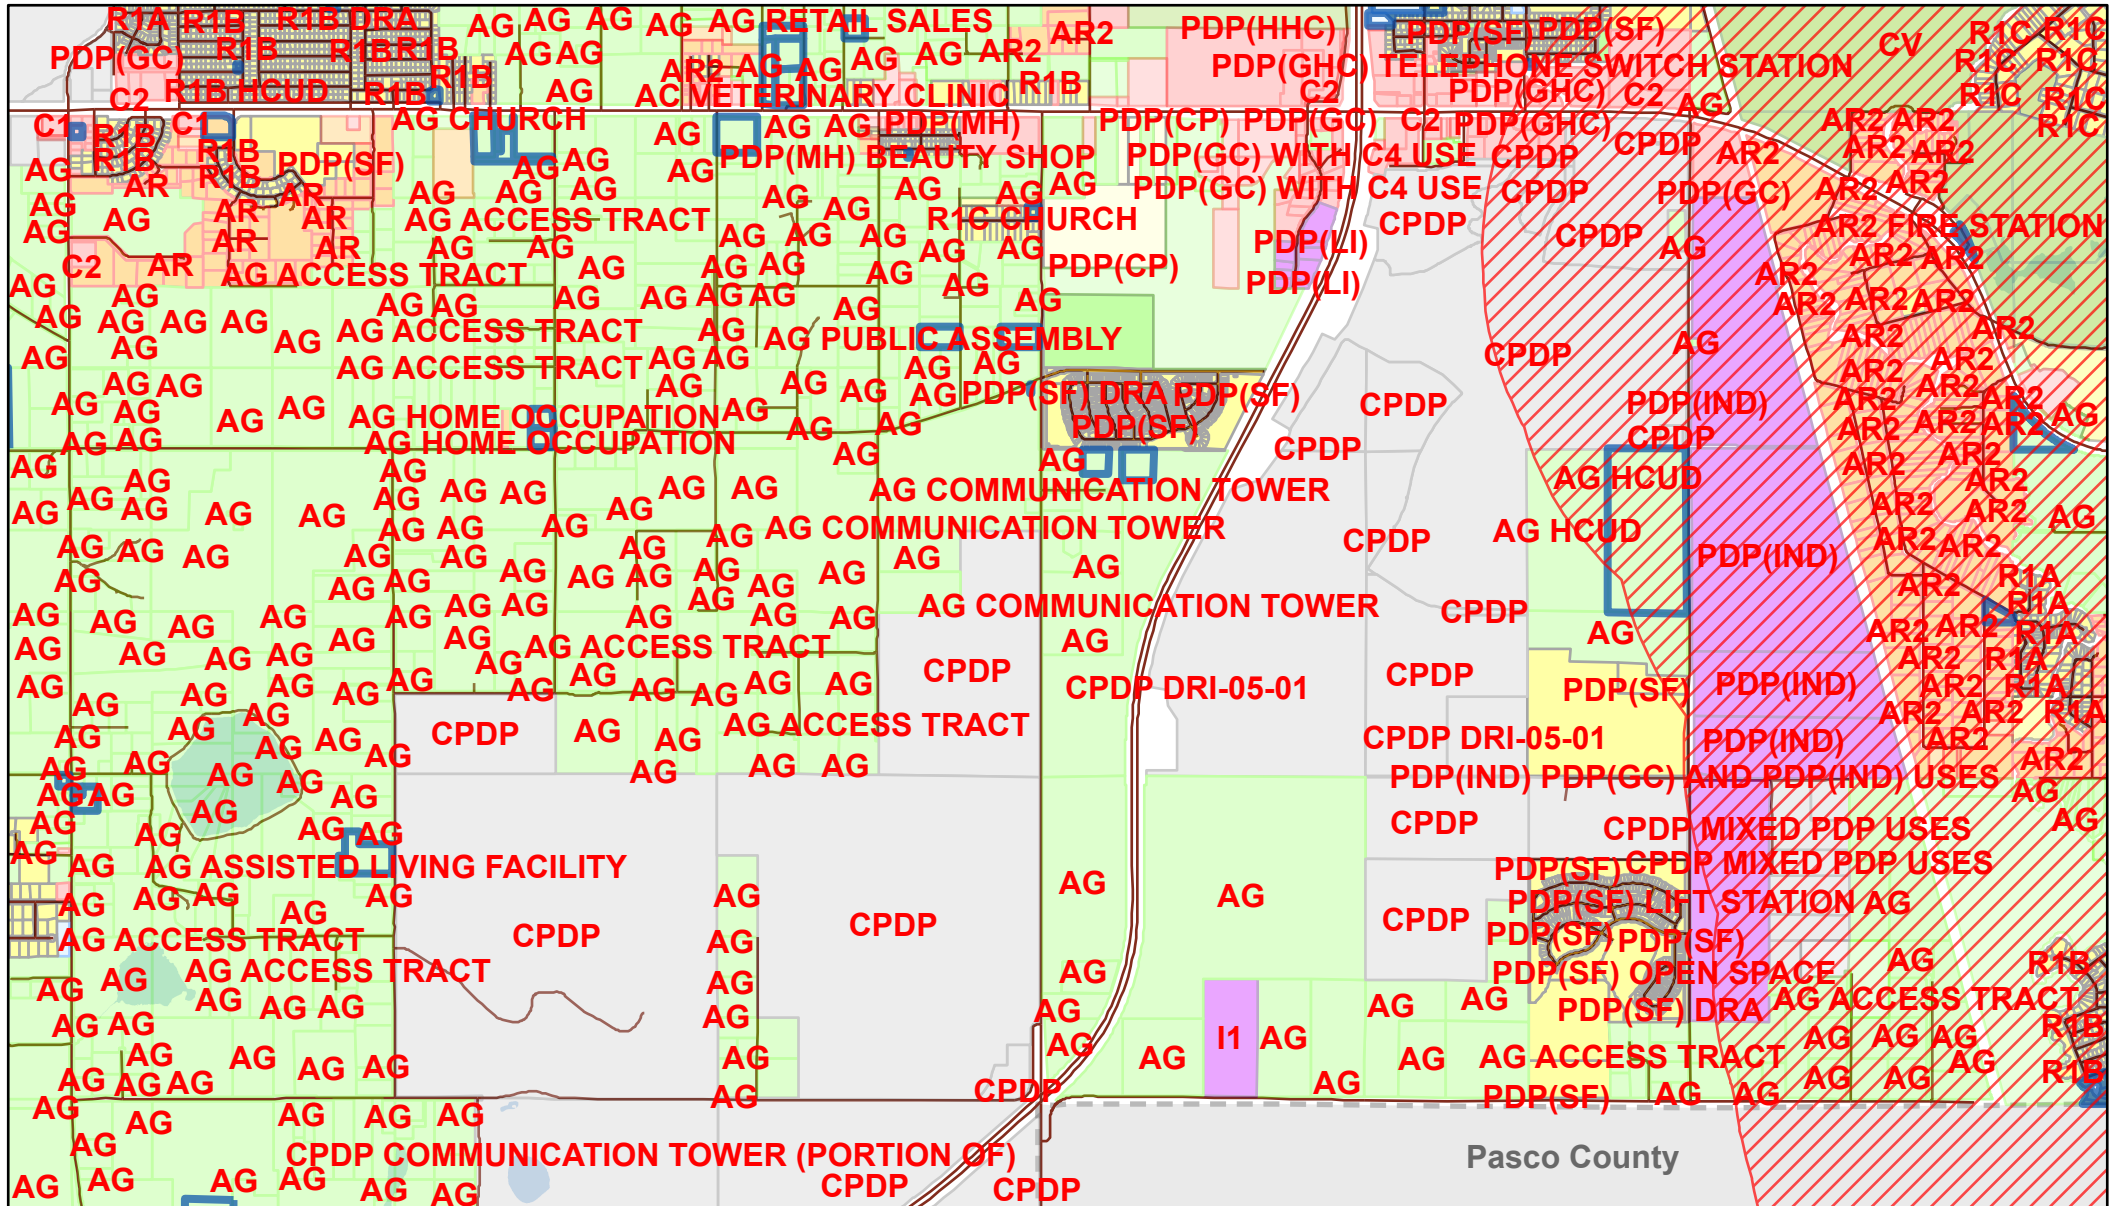 R1A R1B R1B DRA AG AG AG AG AG RETAIL SALES AR2 PDP(HHC) PDP(SF) PDP(SF) CV R1C R1C
PDP(GC) R1B R1B R1B AG AG AG AG AR2
R1B AR2 AG AG R1B PDP(GHC) TELEPHONE SWITCH STATION R1C R1C
C2 R1B HCUD R1B AG AC VETERINARY CLINIC C2 PDP(GHC) C2 AG R1C R1C
C1 R1B C1 AG CHURCH AG AG AG PDP(MH) PDP(CP) PDP(GC) C2 PDP(GHC) AR2 AR2 R1C
R1B R1B PDP(SF) AG AG PDP(MH) BEAUTY SHOP PDP(GC) WITH C4 USE CPDP CPDP AR2 AR2 AR2
AG AR R1B AR AG AG AG AG AG AG AG AG PDP(GC) WITH C4 USE CPDP PDP(GC) AR2 AR2
AG AG AR AR AG ACCESS TRACT AG R1C CHURCH CPDP AR2 FIRE STATION
AG AR AR AG AG AG AG AG AG AG PDP(LI) CPDP AG AR2 AR2
C2 AR AG ACCESS TRACT AG AG AG AG PDP(CP) PDP(LI) AR2
AG AG AG AG AG AG AG AG AG AG AG AR2 AR2 AR2
AG AG AG AG AG ACCESS TRACT AG AG PUBLIC ASSEMBLY AR2 AR2
AG AG AG AG ACCESS TRACT AG AG AG AG CPDP AG AR2 AR2
AG AG AG AG AG AG AG PDP(SF) DRA PDP(SF) CPDP PDP(IND) AR2 AR2 AR2
AG AG AG AG AG HOME OCCUPATION AG AG AG PDP(SF) CPDP AR2 AR2 AR2 AG
AG AG AG HOME OCCUPATION AG AG CPDP CPDP AR2 AR2
AG AG AG AG AG AG AG AG AG COMMUNICATION TOWER AG HCUD AR2 AR2
AG AG AG AG AG AG AG AG AG AG AG COMMUNICATION TOWER CPDP AG HCUD AR2 AR2 AG
AG AG AG AG AG AG AG AG PDP(IND) AR2 AR2
AG AG AG AG AG AG AG AG AG AG AR2 R1A
AG AG AG AG AG AG AG AG AG AG AG AG COMMUNICATION TOWER CPDP R1A
AG AG AG AG AG AG AG AG ACCESS TRACT AG AG AR2 AR2 R1A
AG AG AG AG AG AG AG AG CPDP CPDP AR2 R1A
AG AG AG AG AG AG AG AG AG AG AG CPDP DRI-05-01 PDP(SF) PDP(IND) AR2 R1A
AG AG AG AG AG CPDP AG AG AG ACCESS TRACT CPDP DRI-05-01 PDP(IND) AR2 AR2 R1A AR2
AG AG AG AG AG AG AG AG PDP(IND) PDP(GC) AND PDP(IND) USES AR2
AG AG AG AG AG
AG AG AG AG AG CPDP CPDP MIXED PDP USES AG
AG AG AG ASSISTED LIVING FACILITY PDP(SF) CPDP MIXED PDP USES
AG AG AG AG AG AG AG AG PDP(SF) LIFT STATION AG
AG ACCESS TRACT CPDP AG CPDP CPDP PDP(SF) PDP(SF)
AG AG ACCESS TRACT AG AG PDP(SF) OPEN SPACE AG R1B
AG AG AG AG AG AG AG AG PDP(SF) DRA AG ACCESS TRACT
AG AG AG AG I1 AG AG AG AG R1B
AG AG AG AG AG AG AG AG ACCESS TRACT AG
AG AG AG AG CPDP AG PDP(SF) AG AG AG AG R1B
AG AG AG AG AG
AG CPDP COMMUNICATION TOWER (PORTION OF) Pasco County
AG AG AG AG AG AG CPDP CPDP